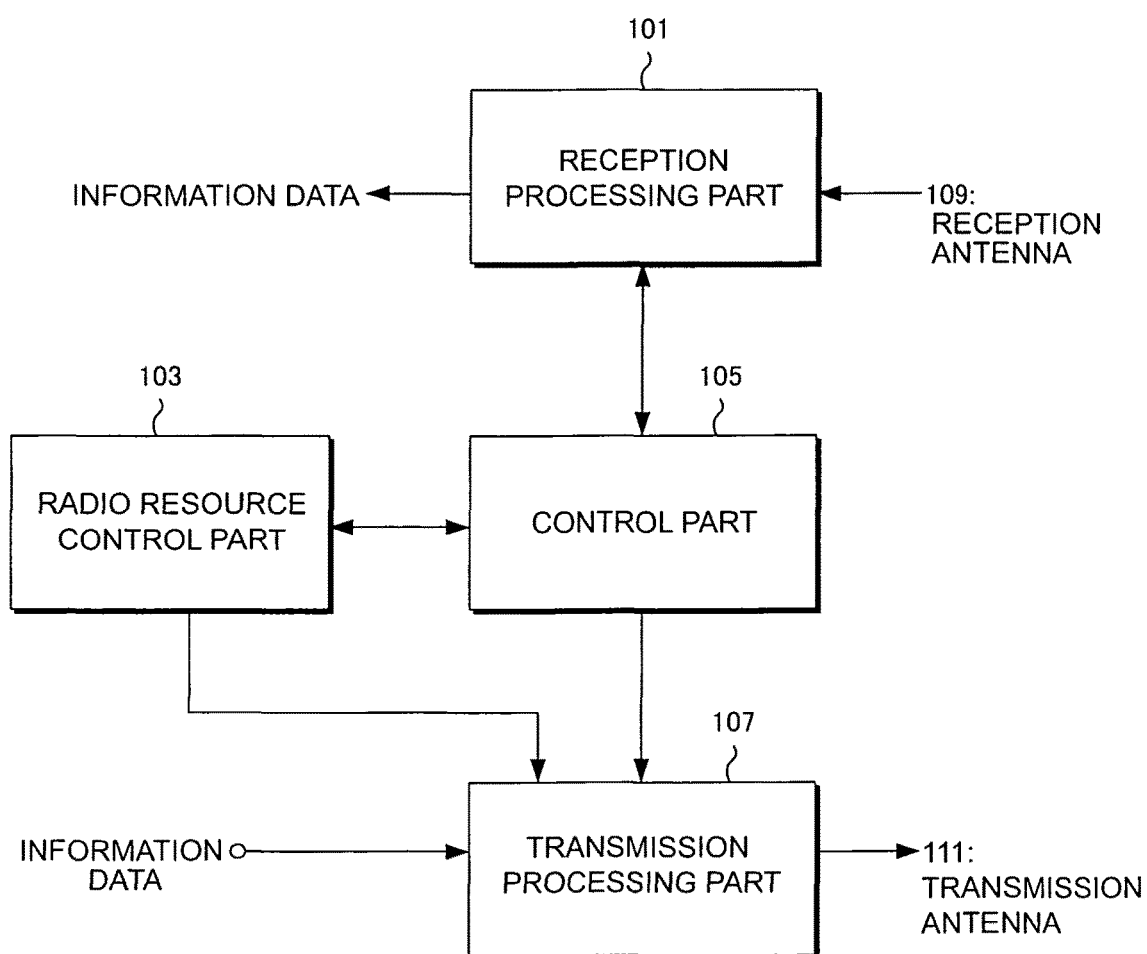 101
RECEPTION
PROCESSING PART
INFORMATION DATA
109:
RECEPTION
ANTENNA
103
105
RADIO RESOURCE
CONTROL PART
CONTROL PART
107
INFORMATION
DATA
TRANSMISSION
PROCESSING PART
111:
TRANSMISSION
ANTENNA